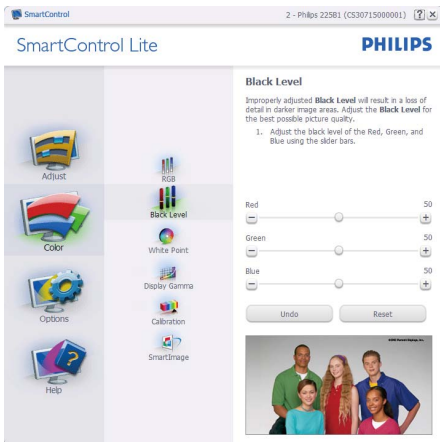 SmartControl
2 - Philips 225B1 (CS30715000001)
?
SmartControl Lite
PHILIPS
Adjust
Color
Options
Help
RGB
Black Level
White Point
Display Gamma
Calibration
SmartImage
Black Level
Improperly adjusted Black Level will result in a loss of
detail in darker image areas. Adjust the Black Level for
the best possible picture quality.
1. Adjust the black level of the Red, Green, and
Blue using the slider bars.
Red 50
Green 50
Blue 50
Undo Reset